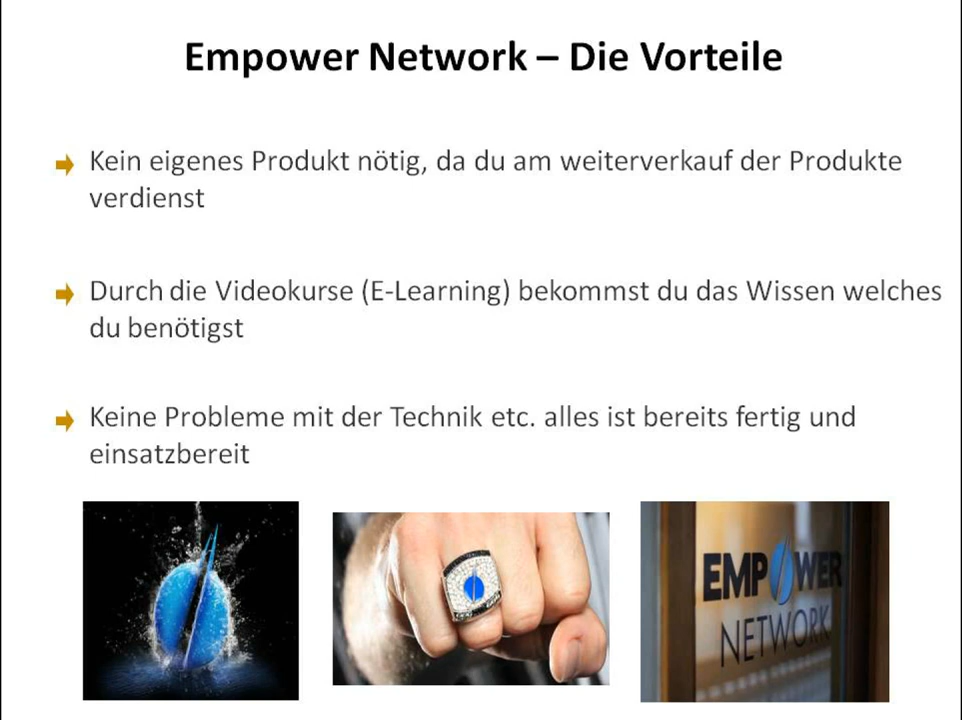 Empower Network – Die Vorteile
Kein eigenes Produkt nötig, da du am weiterverkauf der Produkte
verdienst
Durch die Videokurse (E-Learning) bekommst du das Wissen welches
du benötigst
Keine Probleme mit der Technik etc. alles ist bereits fertig und
einsatzbereit
EMPOWER
NETWORK